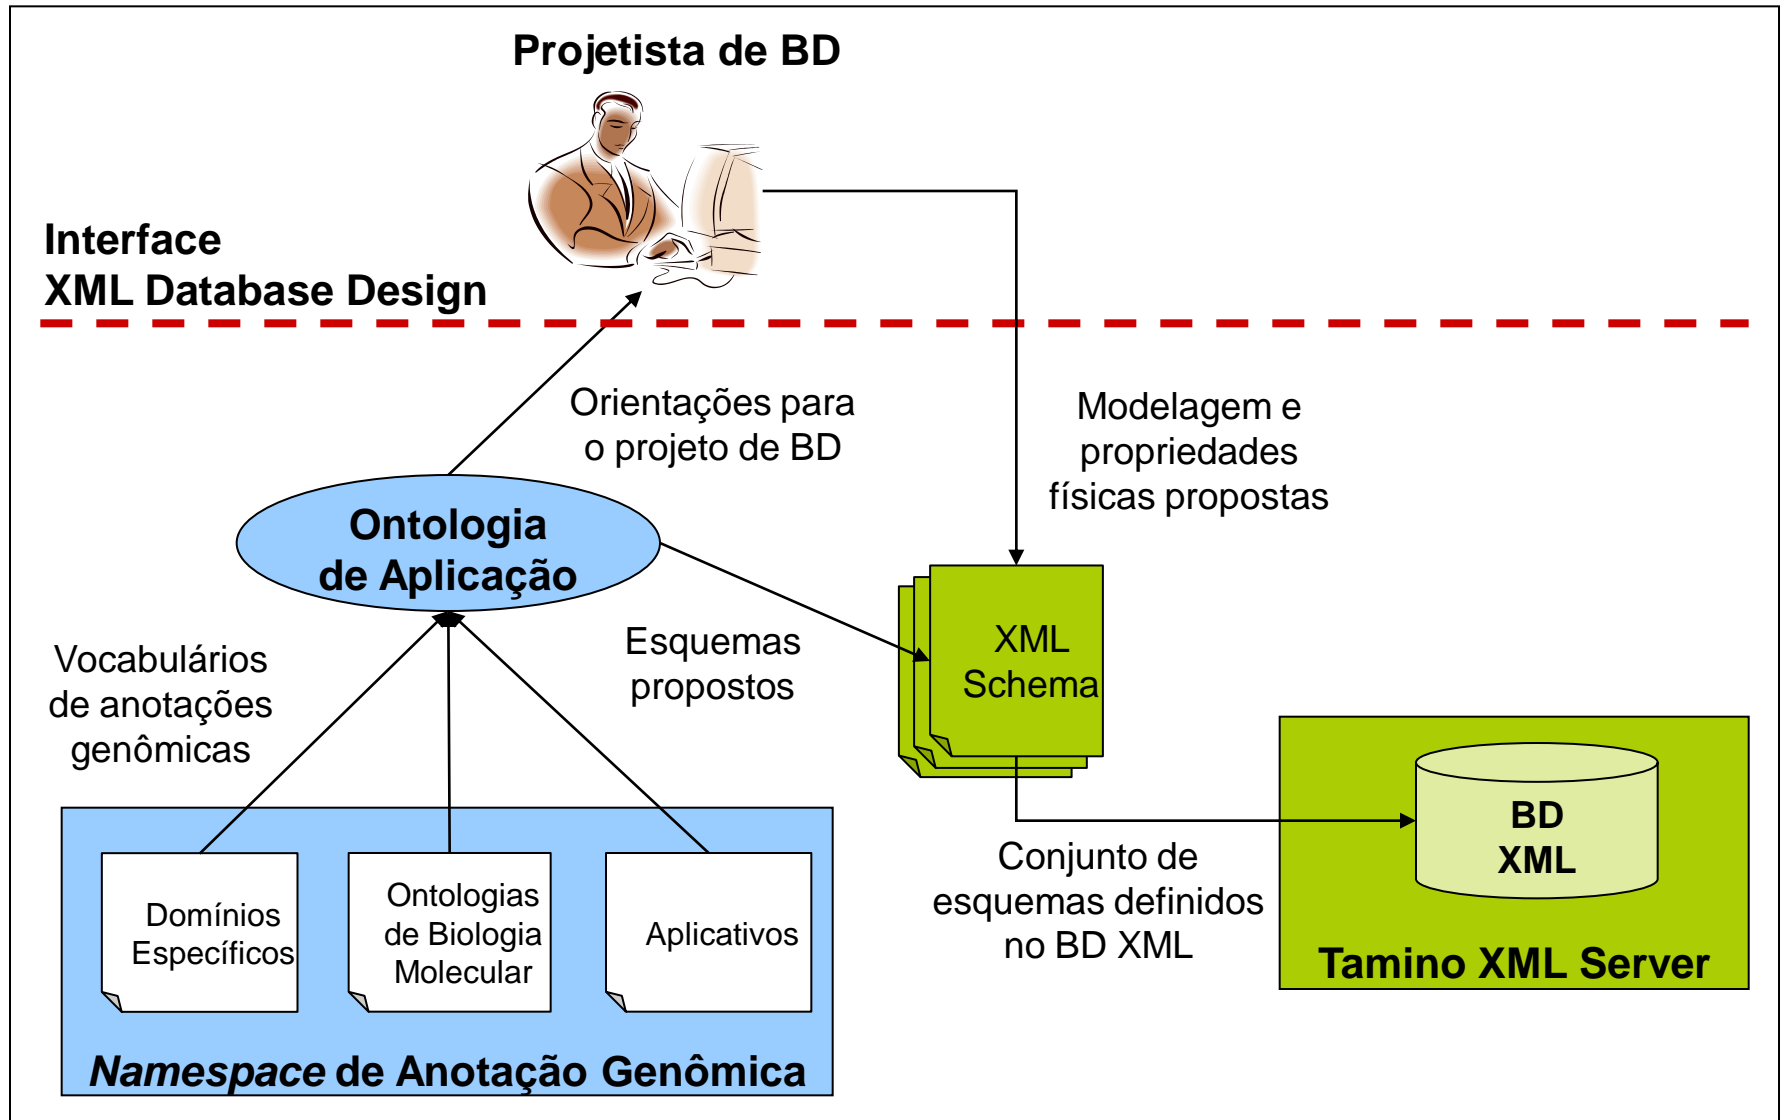 Projetista de BD
Interface
XML Database Design
Orientações para
o projeto de BD
Modelagem e
propriedades
físicas propostas
Ontologia
de Aplicação
Vocabulários
de anotações
genômicas
Esquemas
propostos
XML
Schema
Domínios
Específicos
Ontologias
de Biologia
Molecular
Aplicativos
Namespace de Anotação Genômica
Conjunto de
esquemas definidos
no BD XML
BD
XML
Tamino XML Server